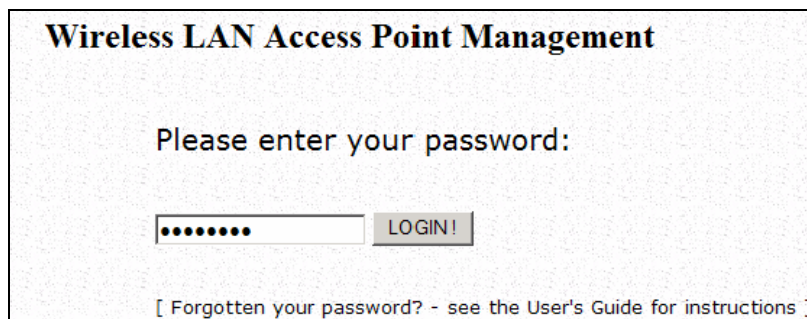 Wireless LAN Access Point Management
Please enter your password:
•••••••• LOGIN!
[ Forgotten your password? - see the User's Guide for instructions ]